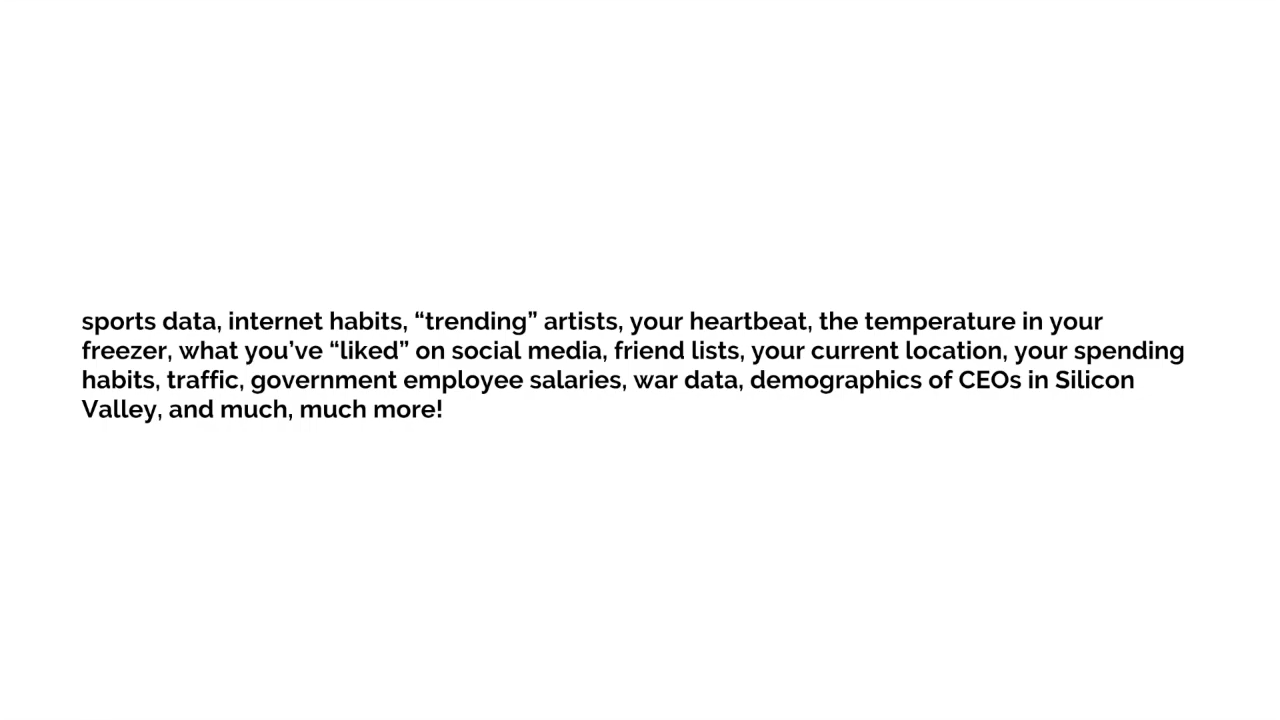 sports data, internet habits, “trending” artists, your heartbeat, the temperature in your
freezer, what you’ve “liked” on social media, friend lists, your current location, your spending
habits, traffic, government employee salaries, war data, demographics of CEOs in Silicon
Valley, and much, much more!